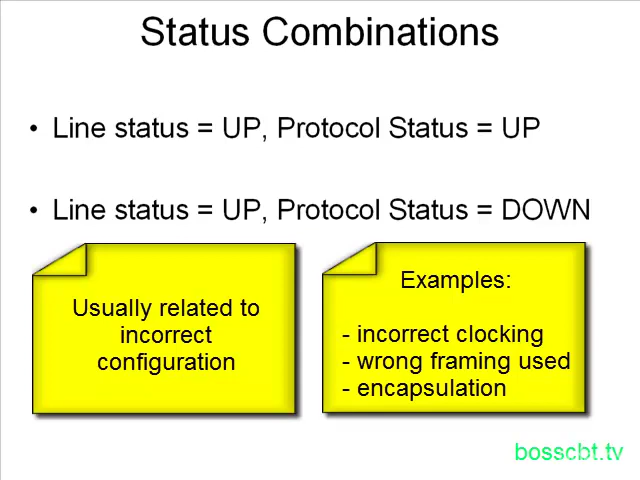 Status Combinations
• Line status = UP, Protocol Status = UP
• Line status = UP, Protocol Status = DOWN
Usually related to
incorrect
configuration
Examples:
- incorrect clocking
- wrong framing used
- encapsulation
bosscbt.tv